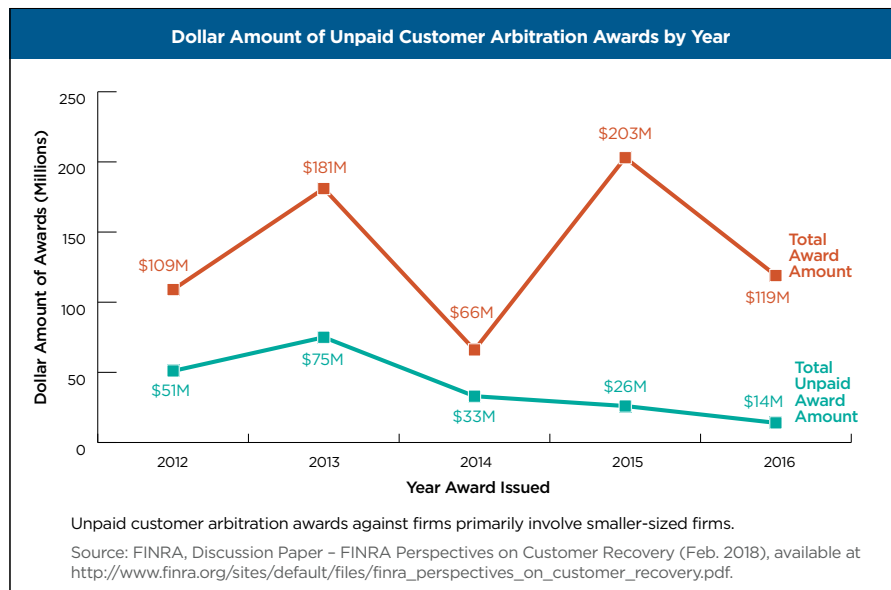 Dollar Amount of Unpaid Customer Arbitration Awards by Year
Dollar Amount of Awards (Millions)
250
200
150
100
50
0
$109M
$181M
$66M
$203M
$119M
Total
Award
Amount
$51M
$75M
$33M
$26M
$14M
Total
Unpaid
Award
Amount
2012
2013
2014
2015
2016
Year Award Issued
Unpaid customer arbitration awards against firms primarily involve smaller-sized firms.
Source: FINRA, Discussion Paper – FINRA Perspectives on Customer Recovery (Feb. 2018), available at
http://www.finra.org/sites/default/files/finra_perspectives_on_customer_recovery.pdf.